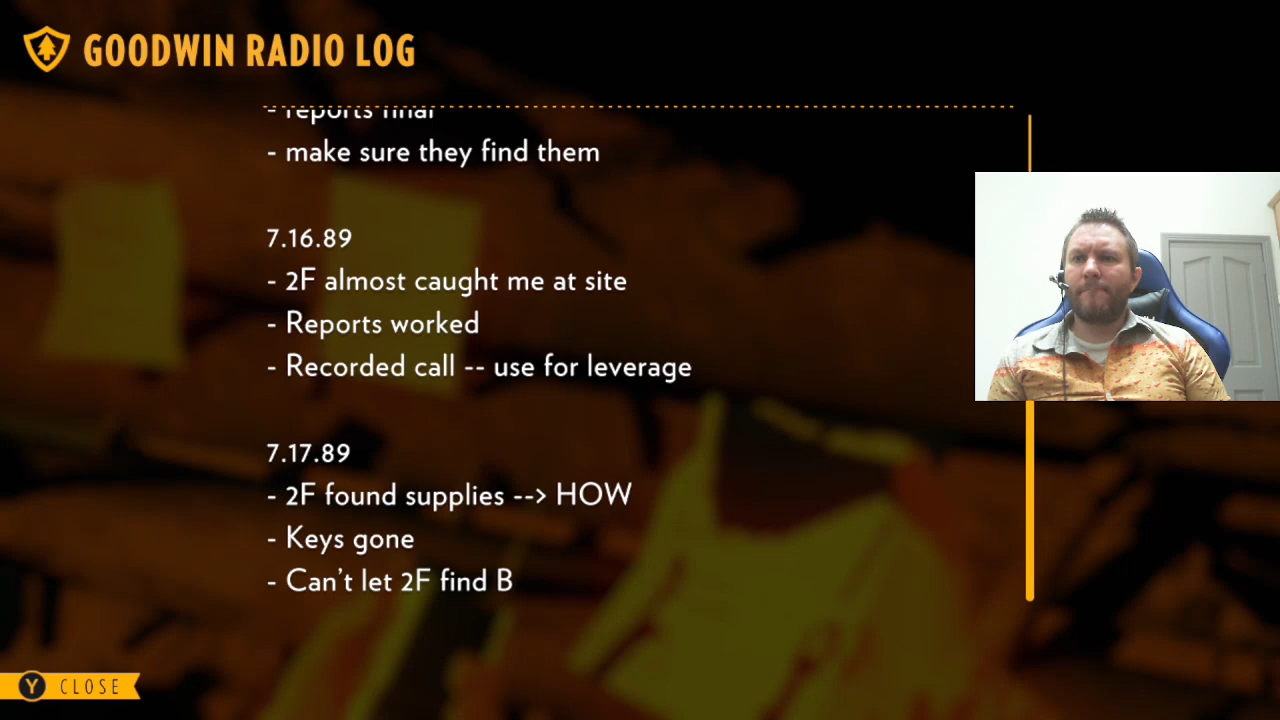 GOODWIN RADIO LOG
- reports final
- make sure they find them
7.16.89
- 2F almost caught me at site
- Reports worked
- Recorded call -- use for leverage
7.17.89
- 2F found supplies --> HOW
- Keys gone
- Can't let 2F find B
Y CLOSE